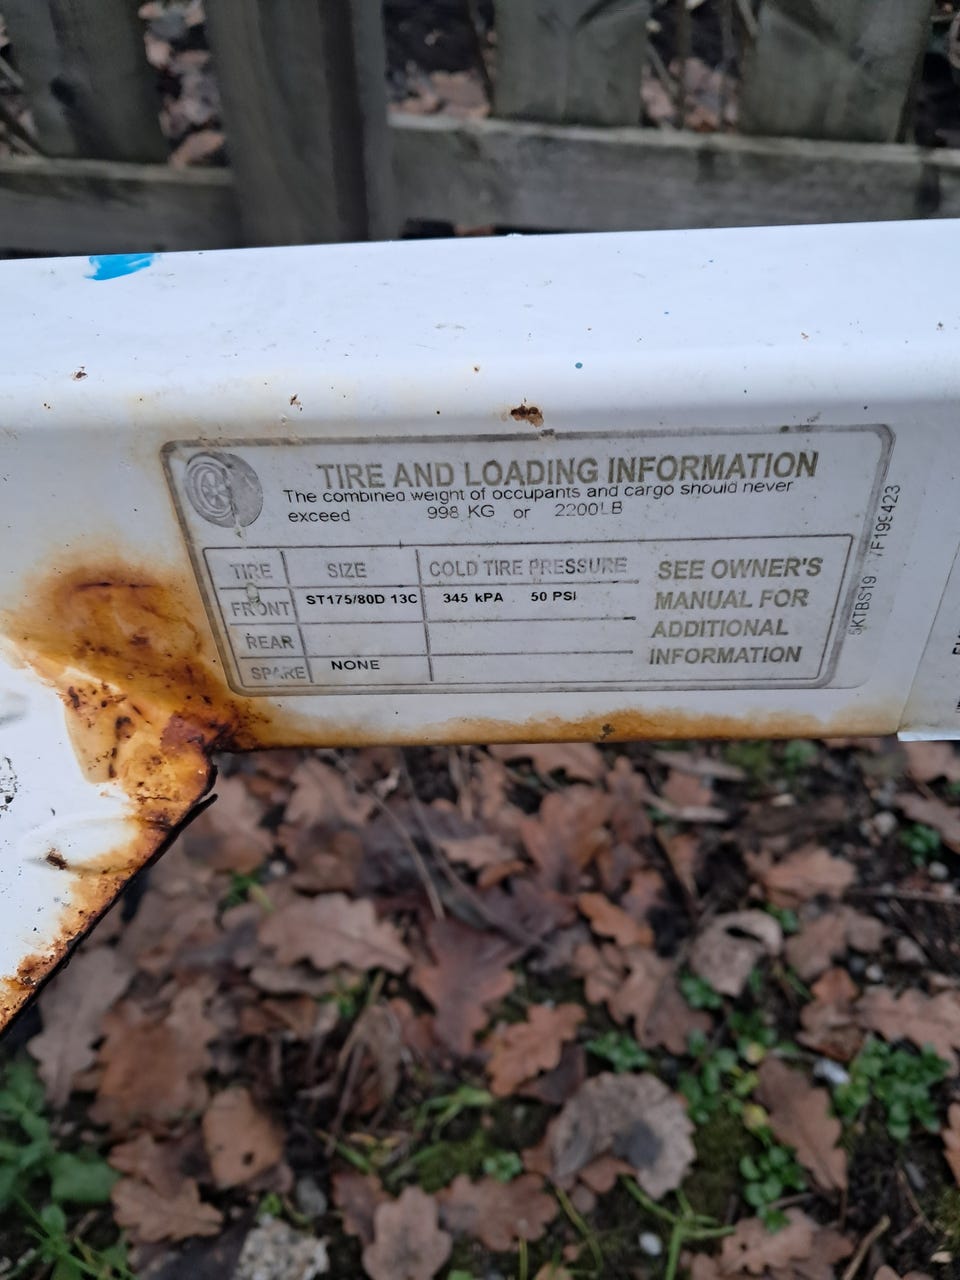 TIRE AND LOADING INFORMATION
The combined weight of occupants and cargo should never
exceed 998 KG or 2200LB
TIRE SIZE COLD TIRE PRESSURE
FRONT ST175/80D 13C 345 kPA 50 PSI
REAR
SPARE NONE
SEE OWNER'S
MANUAL FOR
ADDITIONAL
INFORMATION